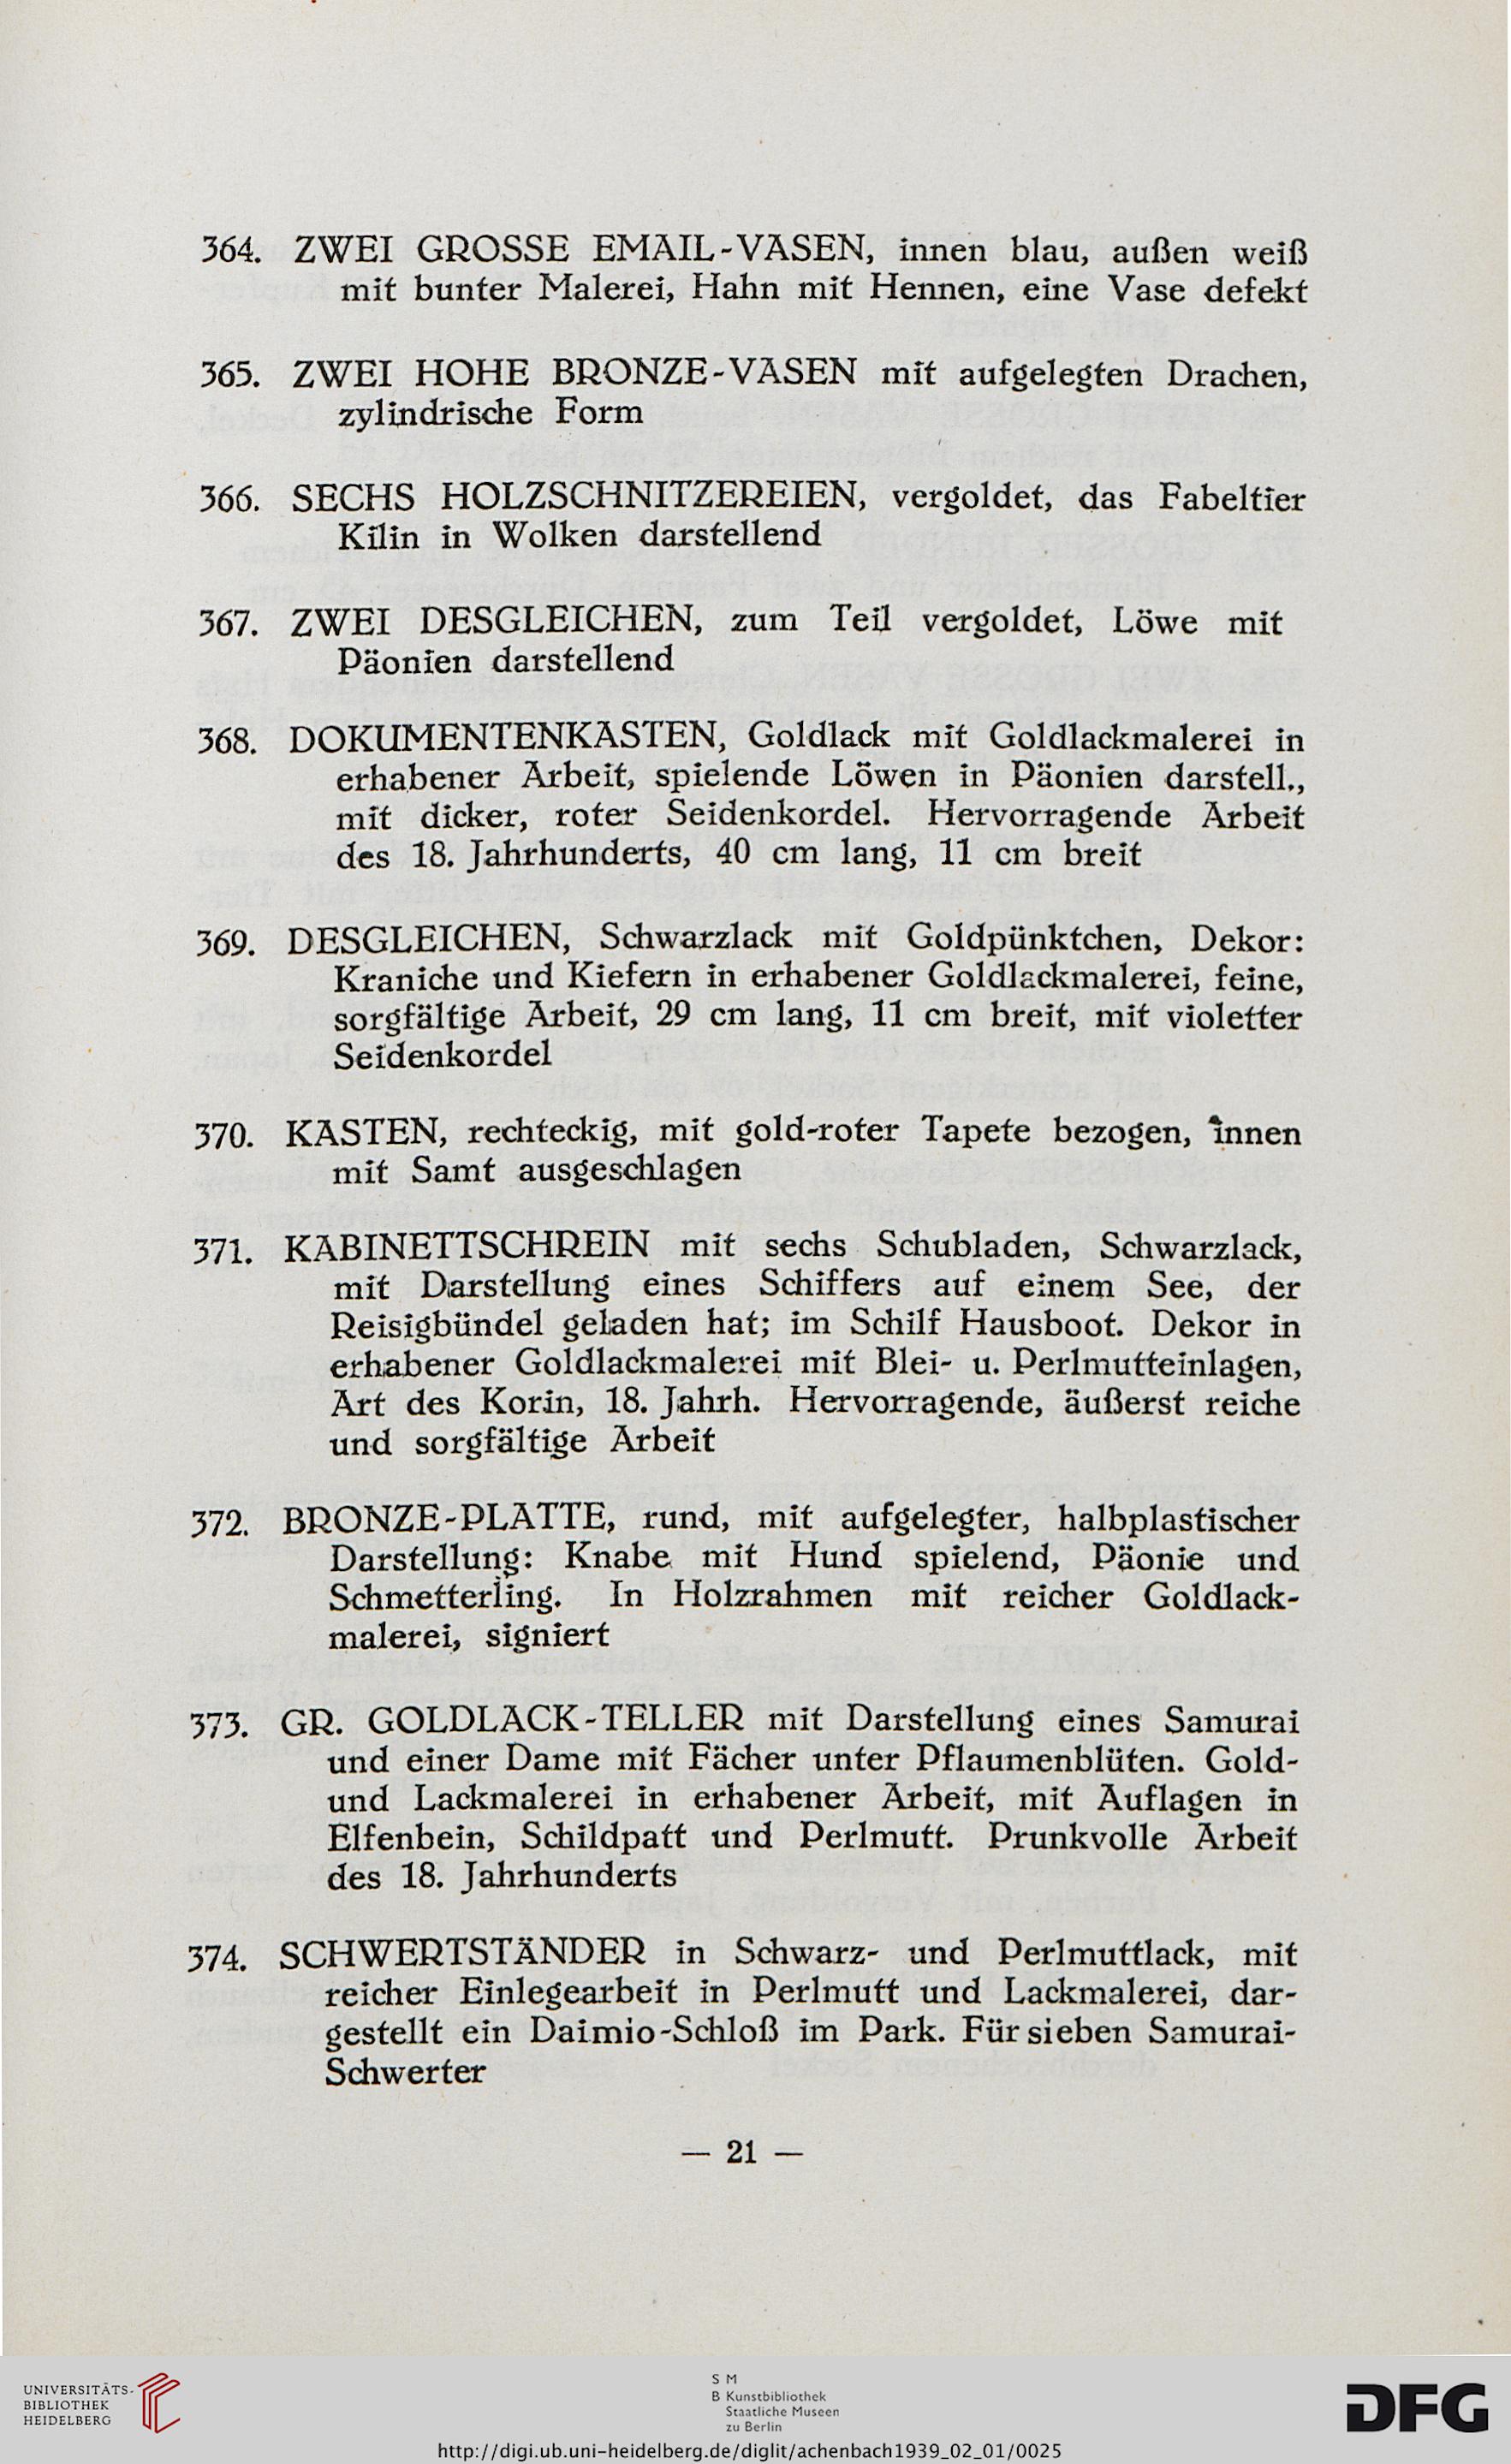 364. ZWEI GROSSE EMAIL-VASEN, innen blau, außen weiß
mit bunter Malerei, Hahn mit Hennen, eine Vase defekt
365. ZWEI HOHE BRONZE-VASEN mit aufgelegten Drachen,
zylindrische Form
366. SECHS HOLZSCHNITZEREIEN, vergoldet, das Fabeltier
Kilin in Wolken darstellend
367. ZWEI DESGLEICHEN, zum Teil vergoldet, Löwe mit
Päonien darstellend
368. DOKUMENTENKASTEN, Goldlack mit Goldlackmalerei in
erhabener Arbeit, spielende Löwen in Päonien darstell.,
mit dicker, roter Seidenkordel. Hervorragende Arbeit
des 18. Jahrhunderts, 40 cm lang, 11 cm breit
369. DESGLEICHEN, Schwarzlack mit Goldpünktchen, Dekor:
Kraniche und Kiefern in erhabener Goldlackmalerei, feine,
sorgfältige Arbeit, 29 cm lang, 11 cm breit, mit violetter
Seidenkordel
370. KASTEN, rechteckig, mit gold-roter Tapete bezogen, innen
mit Samt ausgeschlagen
371. KABINETTSCHREIN mit sechs Schubladen, Schwarzlack,
mit Darstellung eines Schiffers auf einem See, der
Reisigbündel geladen hat; im Schilf Hausboot. Dekor in
erhabener Goldlackmalerei mit Blei- u. Perlmutteinlagen,
Art des Korin, 18. Jahrh. Hervorragende, äußerst reiche
und sorgfältige Arbeit
372. BRONZE-PLATTE, rund, mit aufgelegter, halbplastischer
Darstellung: Knabe mit Hund spielend, Päonie und
Schmetterling. In Holzrahmen mit reicher Goldlack-
malerei, signiert
373. GR. GOLDLACK-TELLER mit Darstellung eines Samurai
und einer Dame mit Fächer unter Pflaumenblüten. Gold-
und Lackmalerei in erhabener Arbeit, mit Auflagen in
Elfenbein, Schildpatt und Perlmutt. Prunkvolle Arbeit
des 18. Jahrhunderts
374. SCHWERTSTÄNDER in Schwarz- und Perlmuttlack, mit
reicher Einlegearbeit in Perlmutt und Lackmalerei, dar-
gestellt ein Daimio-Schloß im Park. Für sieben Samurai-
Schwerter
— 21 —
UNIVERSITÄTS-
BIBLIOTHEK
HEIDELBERG
S M
B Kunstbibliothek
Staatliche Museen
zu Berlin
DFG
http://digi.ub.uni-heidelberg.de/diglit/achenbach1939_02_01/0025